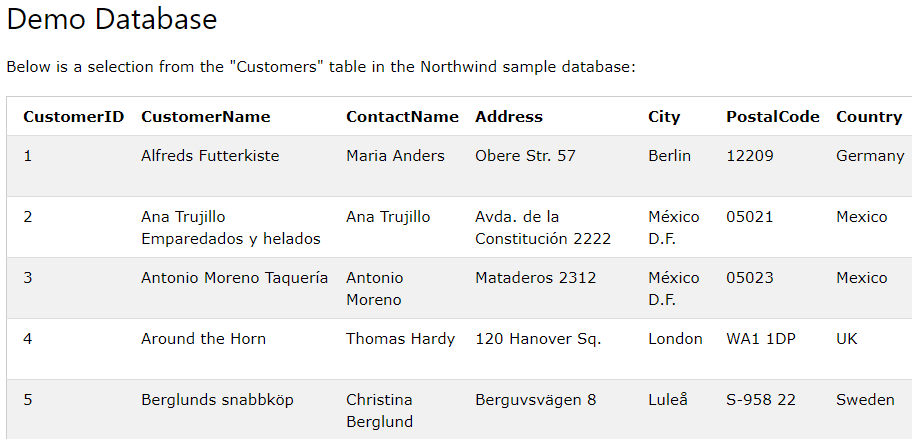 Demo Database
Below is a selection from the "Customers" table in the Northwind sample database:
CustomerID CustomerName ContactName Address City PostalCode Country
1 Alfreds Futterkiste Maria Anders Obere Str. 57 Berlin 12209 Germany
2 Ana Trujillo Ana Trujillo Avda. de la México 05021 Mexico
Emparedados y helados Constitución 2222 D.F.
3 Antonio Moreno Taquería Antonio Mataderos 2312 México 05023 Mexico
Moreno D.F.
4 Around the Horn Thomas Hardy 120 Hanover Sq. London WA1 1DP UK
5 Berglunds snabbköp Christina Berguvsvägen 8 Luleå S-958 22 Sweden
Berglund